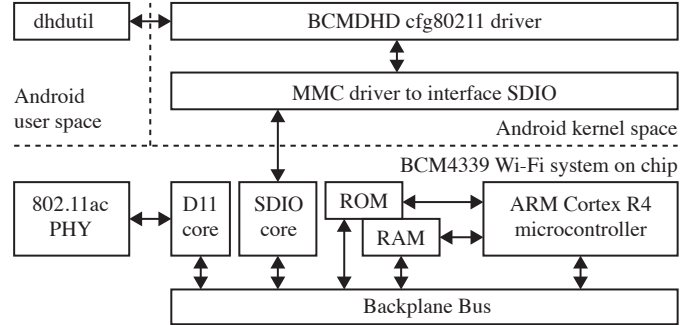 dhdutil
BCMDHD cfg80211 driver
MMC driver to interface SDIO
Android
user space
Android kernel space
BCM4339 Wi-Fi system on chip
802.11ac
PHY
D11
core
SDIO
core
ROM
RAM
ARM Cortex R4
microcontroller
Backplane Bus